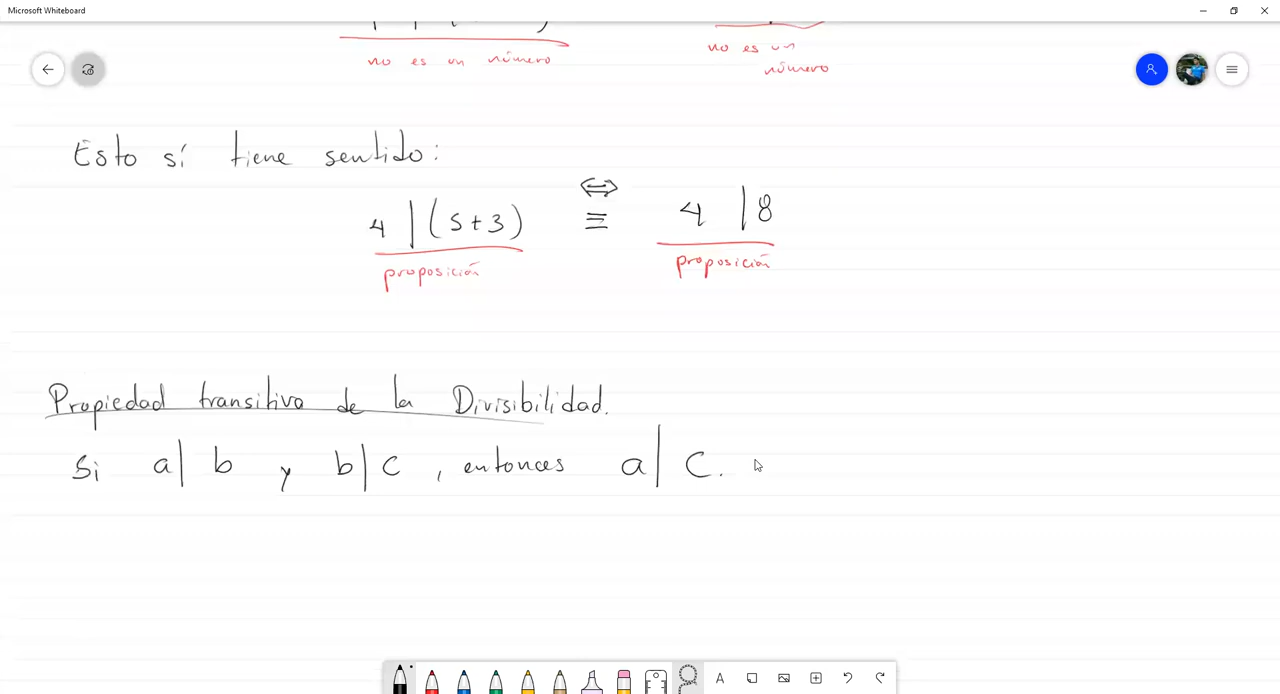 Microsoft Whiteboard
no es un número
no es un
número
Esto sí tiene sentido:
⇔
4 | (5+3) ≡ 4 | 8
proposición proposición
Propiedad transitiva de la Divisibilidad.
Si a | b y b | c , entonces a | c.
A